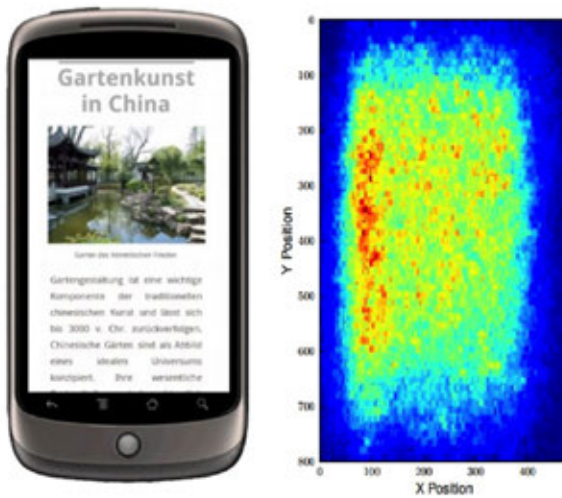 Gartenkunst
in China
Garten des Himmlischen Friedens
Gartengestaltung ist eine wichtige
Komponente der traditionellen
chinesischen Kunst und lässt sich
bis 3000 v. Chr. zurückverfolgen.
Chinesische Gärten sind als Abbild
eines idealen Universums
konzipiert. Ihre wesentliche
0
100
200
300
400
500
600
700
800
Y Position
0 100 200 300 400
X Position